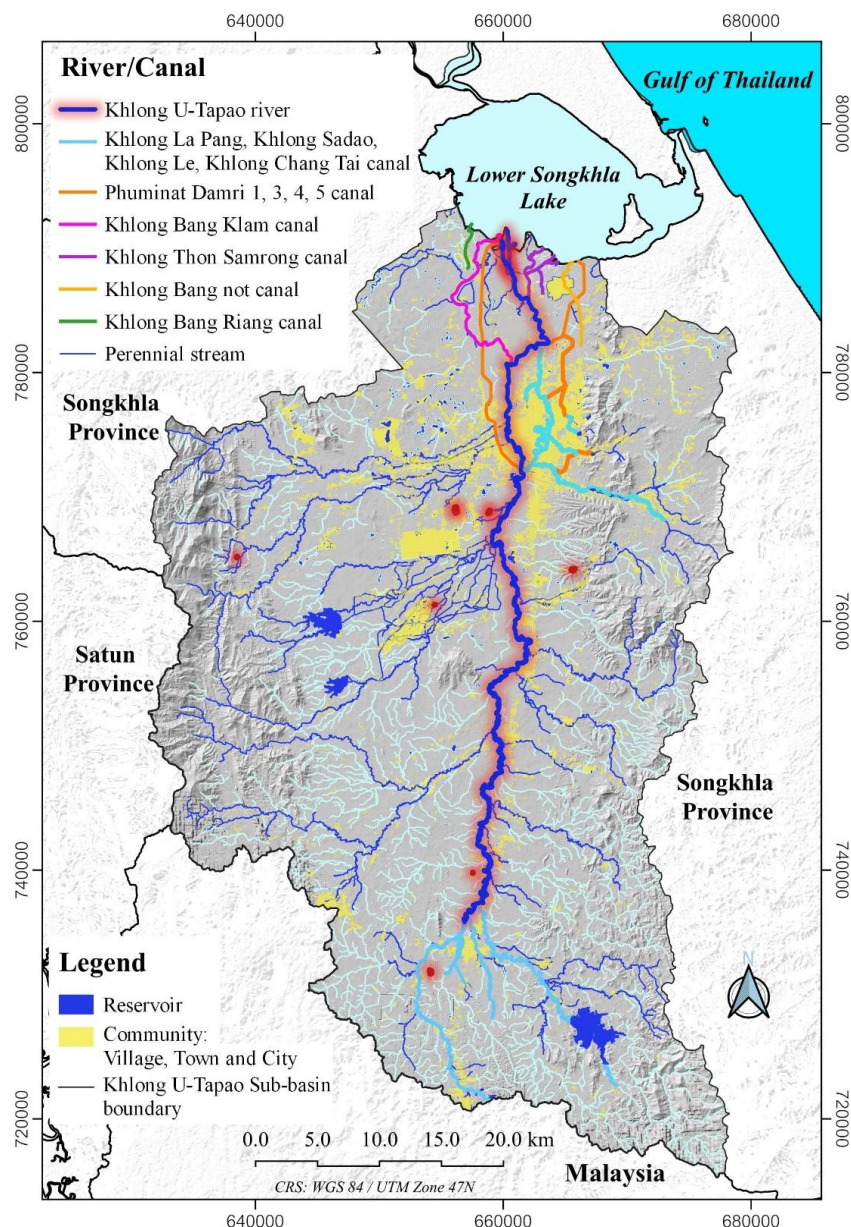 640000
660000
680000
River/Canal
Khlong U-Tapao river
Khlong La Pang, Khlong Sadao,
Khlong Le, Khlong Chang Tai canal
Phuminat Damri 1, 3, 4, 5 canal
Khlong Bang Klam canal
Khlong Thon Samrong canal
Khlong Bang not canal
Khlong Bang Riang canal
Perennial stream
Gulf of Thailand
Lower Songkhla
Lake
800000
800000
780000
780000
Songkhla
Province
760000
760000
Satun
Province
Songkhla
Province
740000
740000
Legend
Reservoir
Community:
Village, Town and City
Khlong U-Tapao Sub-basin
boundary
N
720000
720000
0.0 5.0 10.0 15.0 20.0 km
CRS: WGS 84 / UTM Zone 47N
Malaysia
640000
660000
680000